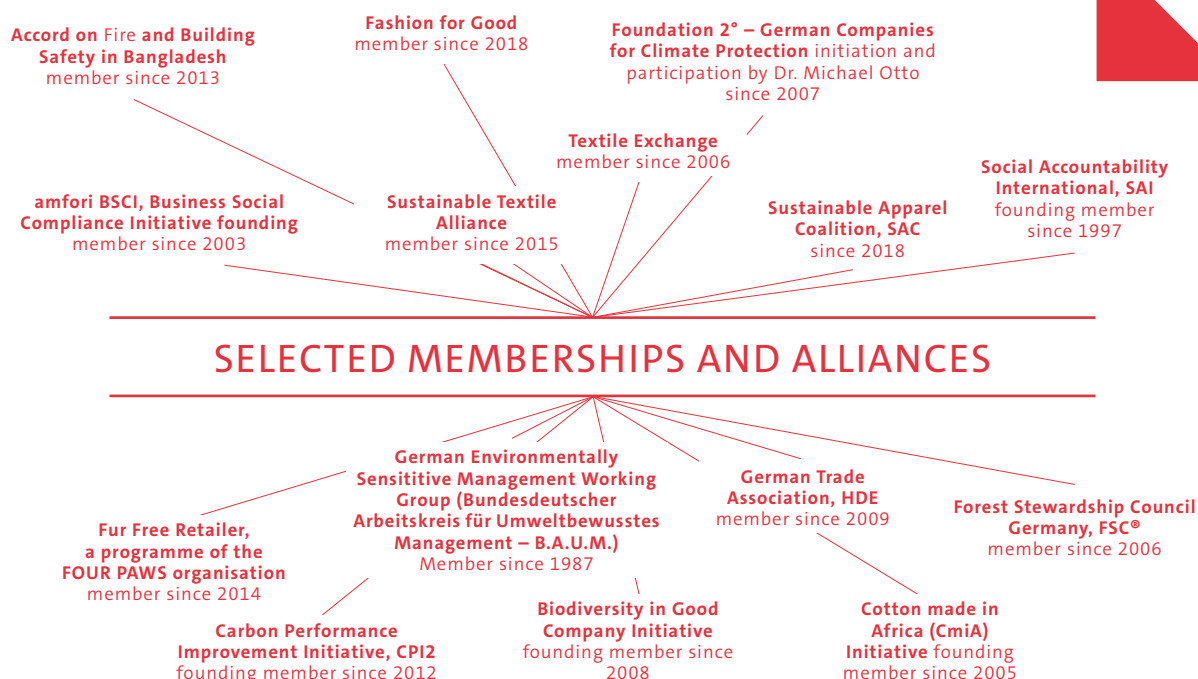 Accord on Fire and Building
Safety in Bangladesh
member since 2013
Fashion for Good
member since 2018
Foundation 2° – German Companies
for Climate Protection initiation and
participation by Dr. Michael Otto
since 2007
Textile Exchange
member since 2006
Social Accountability
International, SAI
founding member
since 1997
amfori BSCI, Business Social
Compliance Initiative founding
member since 2003
Sustainable Textile
Alliance
member since 2015
Sustainable Apparel
Coalition, SAC
since 2018
SELECTED MEMBERSHIPS AND ALLIANCES
German Environmentally
Sensititive Management Working
Group (Bundesdeutscher
Arbeitskreis für Umweltbewusstes
Management – B.A.U.M.)
Member since 1987
German Trade
Association, HDE
member since 2009
Forest Stewardship Council
Germany, FSC®
member since 2006
Fur Free Retailer,
a programme of the
FOUR PAWS organisation
member since 2014
Carbon Performance
Improvement Initiative, CPI2
founding member since 2012
Biodiversity in Good
Company Initiative
founding member since
2008
Cotton made in
Africa (CmiA)
Initiative founding
member since 2005